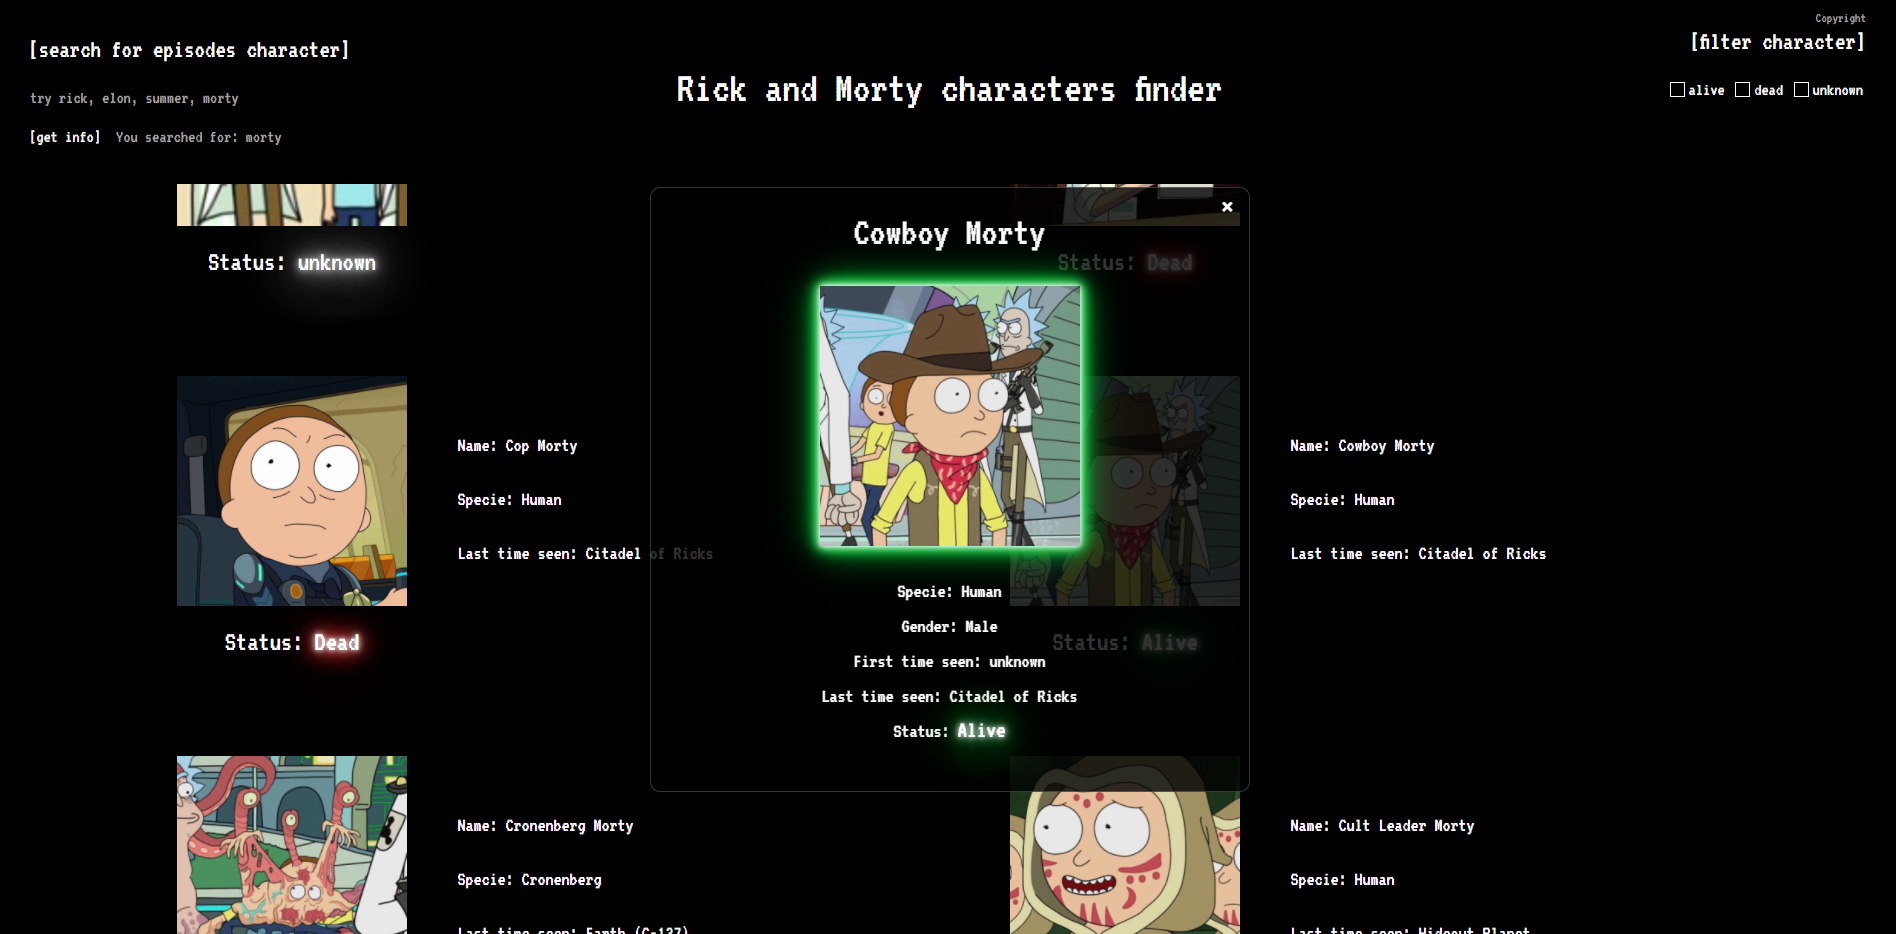 Copyright
[search for episodes character]
[filter character]
try rick, elon, summer, morty
Rick and Morty characters finder
alive dead unknown
[get info] You searched for: morty
Status: unknown
Status: Dead
Name: Cop Morty
Specie: Human
Last time seen: Citadel of Ricks
Status: Dead
×
Cowboy Morty
Specie: Human
Gender: Male
First time seen: unknown
Last time seen: Citadel of Ricks
Status: Alive
Name: Cowboy Morty
Specie: Human
Last time seen: Citadel of Ricks
Status: Alive
Name: Cronenberg Morty
Specie: Cronenberg
Last time seen: Earth (C-137)
Name: Cult Leader Morty
Specie: Human
Last time seen: Hideout Planet